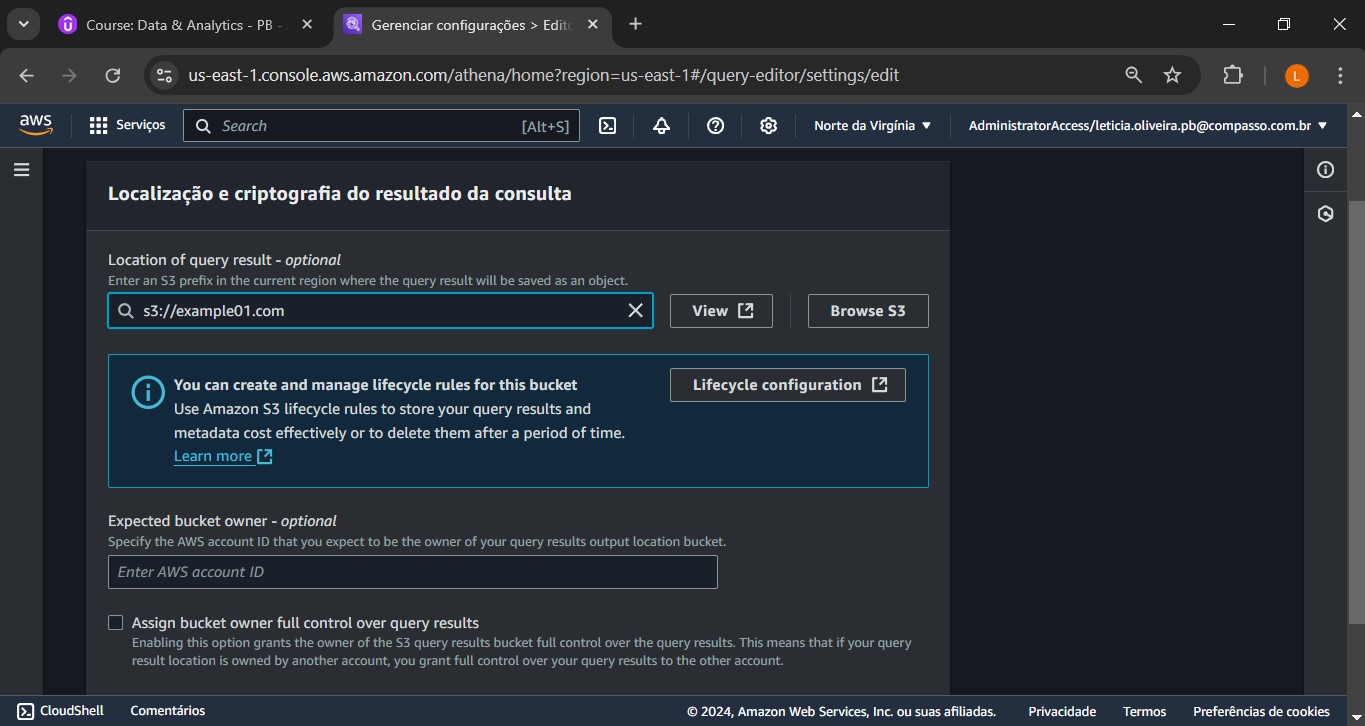 Course: Data & Analytics - PB -
Gerenciar configurações > Edito
us-east-1.console.aws.amazon.com/athena/home?region=us-east-1#/query-editor/settings/edit
L
aws
Serviços
Search
[Alt+S]
Norte da Virgínia
AdministratorAccess/leticia.oliveira.pb@compasso.com.br
Localização e criptografia do resultado da consulta
Location of query result - optional
Enter an S3 prefix in the current region where the query result will be saved as an object.
s3://example01.com
View
Browse S3
You can create and manage lifecycle rules for this bucket
Use Amazon S3 lifecycle rules to store your query results and
metadata cost effectively or to delete them after a period of time.
Learn more
Lifecycle configuration
Expected bucket owner - optional
Specify the AWS account ID that you expect to be the owner of your query results output location bucket.
Enter AWS account ID
Assign bucket owner full control over query results
Enabling this option grants the owner of the S3 query results bucket full control over the query results. This means that if your query
result location is owned by another account, you grant full control over your query results to the other account.
CloudShell
Comentários
© 2024, Amazon Web Services, Inc. ou suas afiliadas.
Privacidade
Termos
Preferências de cookies